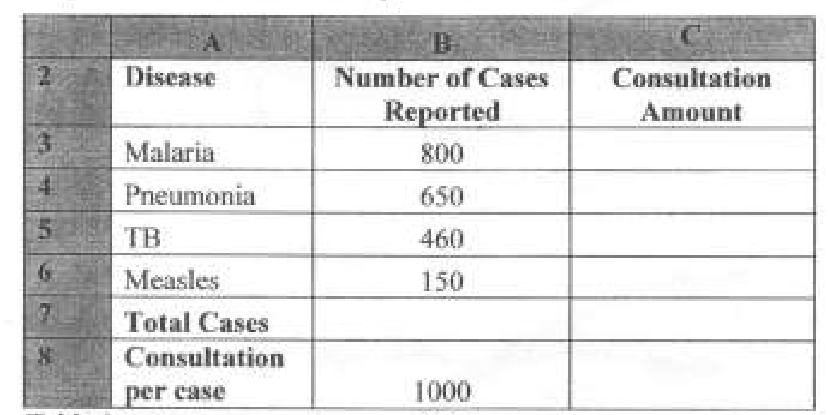 A B C
2 Disease Number of Cases Consultation
Reported Amount
3 Malaria 800
4 Pneumonia 650
5 TB 460
6 Measles 150
7 Total Cases
8 Consultation
per case 1000